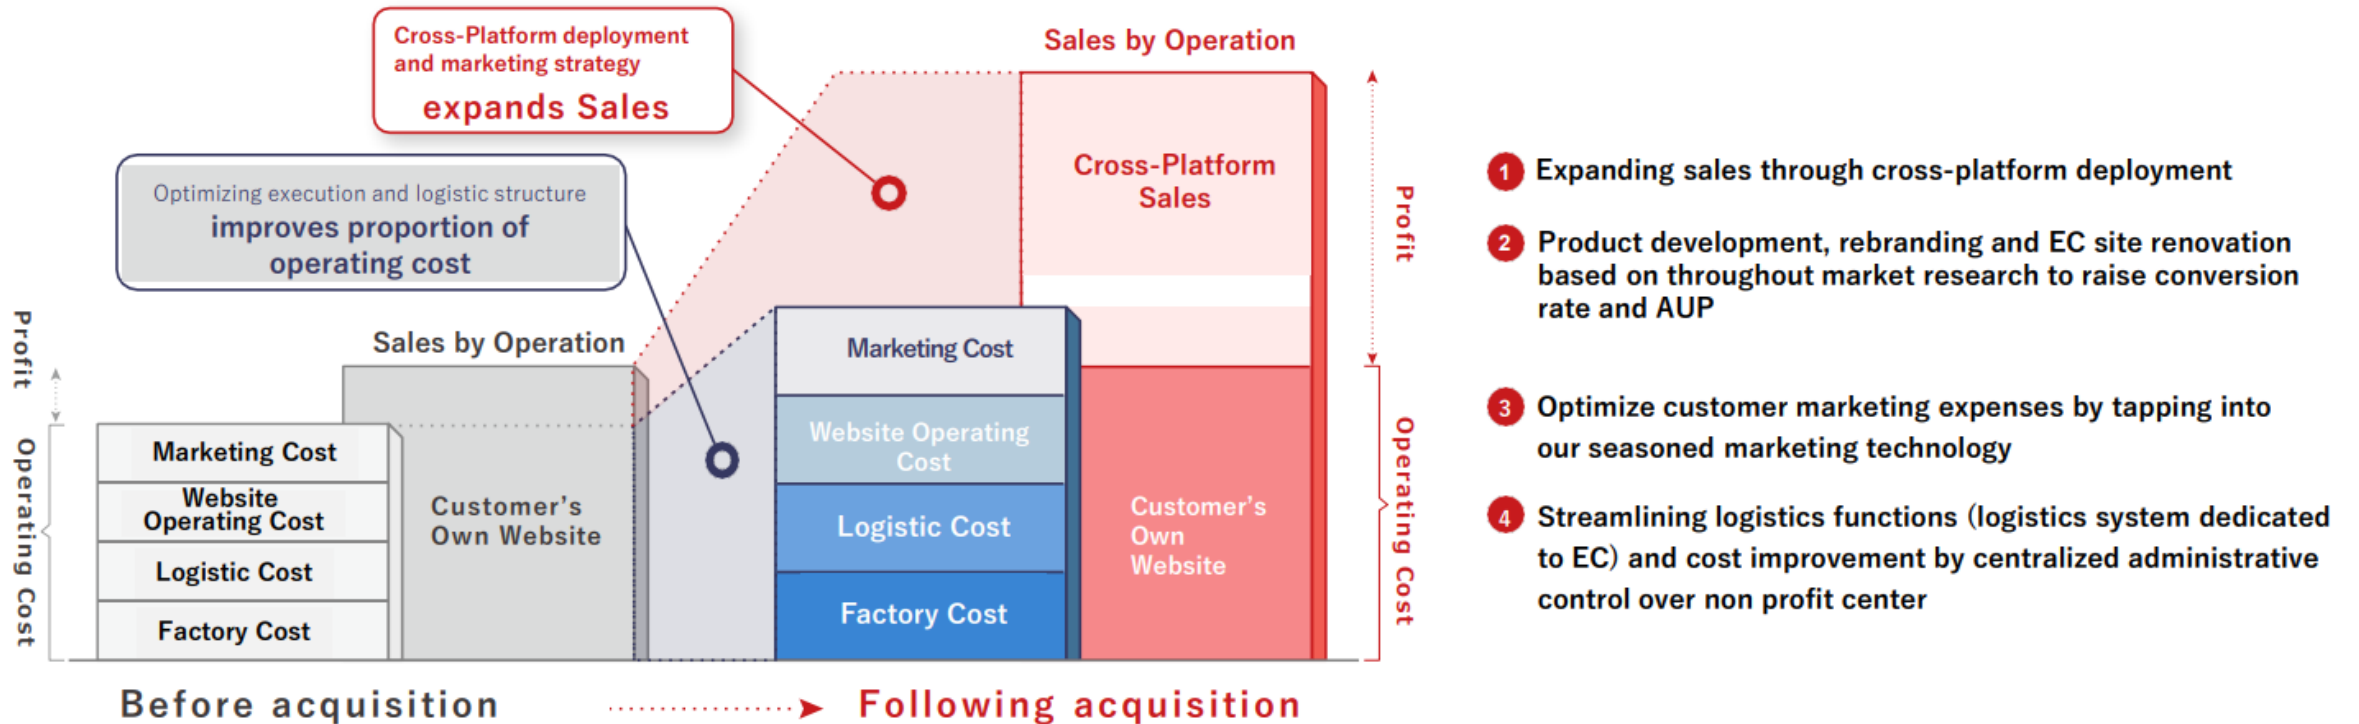 Cross-Platform deployment
and marketing strategy
expands Sales
Optimizing execution and logistic structure
improves proportion of
operating cost
Profit
Operating Cost
Sales by Operation
Marketing Cost
Website
Operating Cost
Logistic Cost
Factory Cost
Customer's
Own Website
Before acquisition
Sales by Operation
Cross-Platform
Sales
Marketing Cost
Website Operating
Cost
Logistic Cost
Factory Cost
Customer's
Own
Website
Profit
Operating Cost
Following acquisition
1 Expanding sales through cross-platform deployment
2 Product development, rebranding and EC site renovation
based on throughout market research to raise conversion
rate and AUP
3 Optimize customer marketing expenses by tapping into
our seasoned marketing technology
4 Streamlining logistics functions (logistics system dedicated
to EC) and cost improvement by centralized administrative
control over non profit center